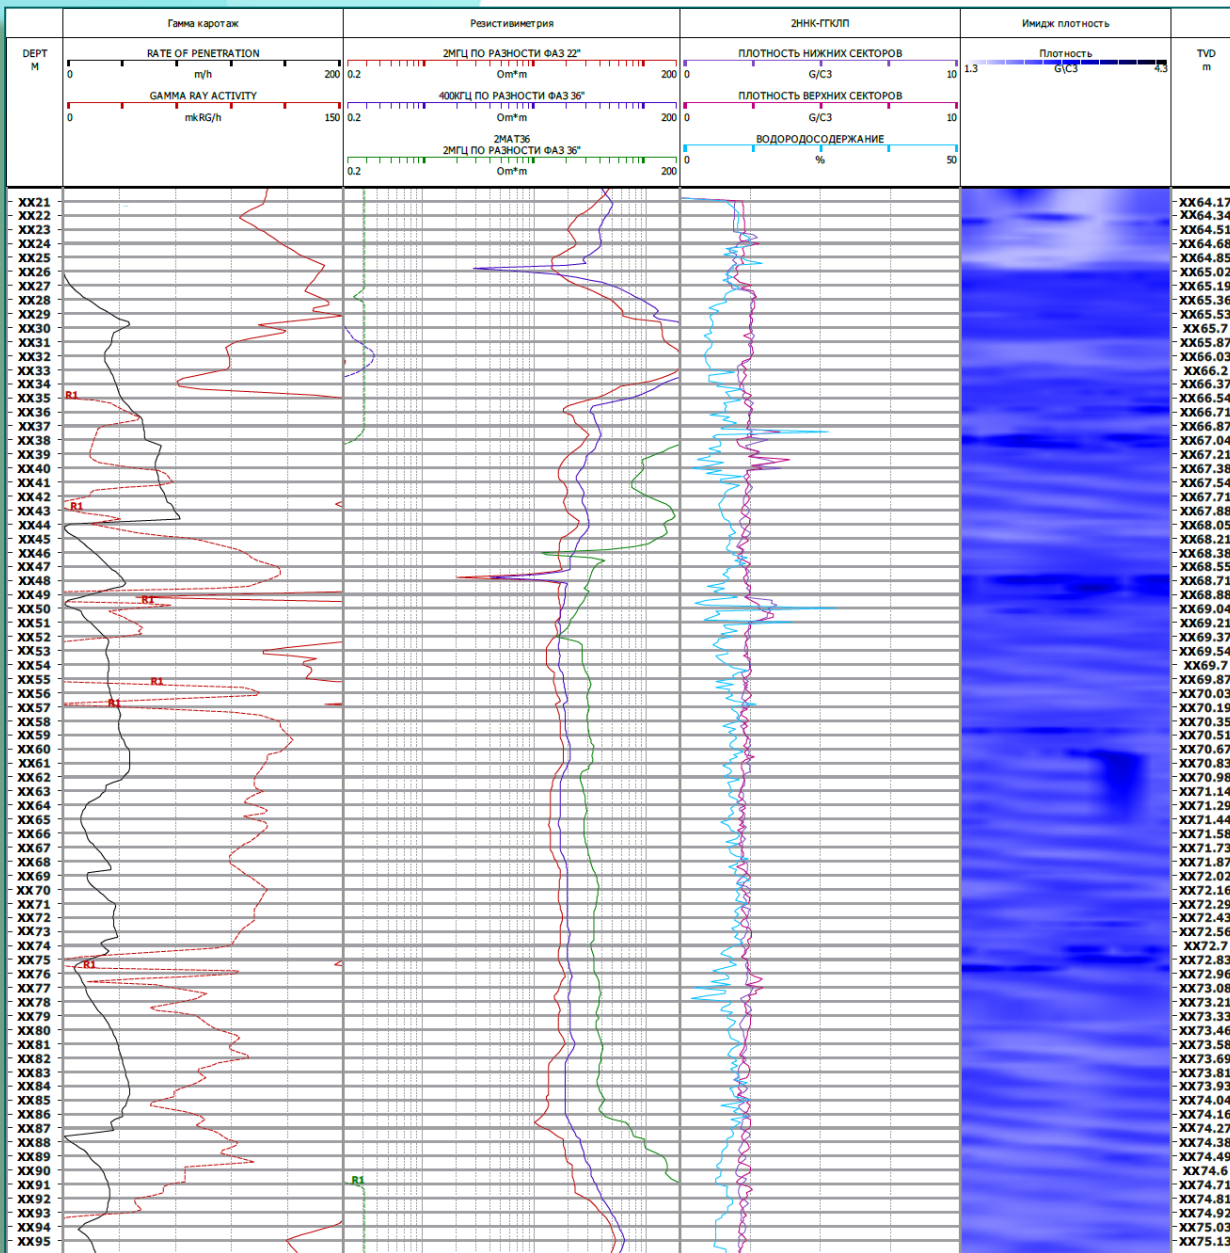 Гамма каротаж
Резистивиметрия
2ННК-ГГКЛП
Имидж плотность
DEPT
M
RATE OF PENETRATION
0 m/h 200
GAMMA RAY ACTIVITY
0 mkRG/h 150
2МГЦ ПО РАЗНОСТИ ФАЗ 22"
0.2 Om*m 200
400КГЦ ПО РАЗНОСТИ ФАЗ 36"
0.2 Om*m 200
2МАТ36
2МГЦ ПО РАЗНОСТИ ФАЗ 36"
0.2 Om*m 200
ПЛОТНОСТЬ НИЖНИХ СЕКТОРОВ
0 G/C3 10
ПЛОТНОСТЬ ВЕРХНИХ СЕКТОРОВ
0 G/C3 10
ВОДОРОДОСОДЕРЖАНИЕ
0 % 50
Плотность
1.3 G\C3 4.3
TVD
m
XX21 XX64.17
XX22 XX64.34
XX23 XX64.51
XX24 XX64.68
XX25 XX64.85
XX26 XX65.02
XX27 XX65.19
XX28 XX65.36
XX29 XX65.53
XX30 XX65.7
XX31 XX65.87
XX32 XX66.03
XX33 XX66.2
XX34 XX66.37
XX35 R1 XX66.54
XX36 XX66.71
XX37 XX66.87
XX38 XX67.04
XX39 XX67.21
XX40 XX67.38
XX41 XX67.54
XX42 XX67.71
XX43 R1 XX67.88
XX44 XX68.05
XX45 XX68.21
XX46 XX68.38
XX47 XX68.55
XX48 XX68.71
XX49 XX68.88
XX50 R1 XX69.04
XX51 XX69.21
XX52 XX69.37
XX53 XX69.54
XX54 XX69.7
XX55 R1 XX69.87
XX56 XX70.03
XX57 R1 XX70.19
XX58 XX70.35
XX59 XX70.51
XX60 XX70.67
XX61 XX70.83
XX62 XX70.98
XX63 XX71.14
XX64 XX71.29
XX65 XX71.44
XX66 XX71.58
XX67 XX71.73
XX68 XX71.87
XX69 XX72.02
XX70 XX72.16
XX71 XX72.29
XX72 XX72.43
XX73 XX72.56
XX74 XX72.7
XX75 R1 XX72.83
XX76 XX72.96
XX77 XX73.08
XX78 XX73.21
XX79 XX73.33
XX80 XX73.46
XX81 XX73.58
XX82 XX73.69
XX83 XX73.81
XX84 XX73.93
XX85 XX74.04
XX86 XX74.16
XX87 XX74.27
XX88 XX74.38
XX89 XX74.49
XX90 XX74.6
XX91 R1 XX74.71
XX92 XX74.81
XX93 XX74.92
XX94 XX75.03
XX95 XX75.13